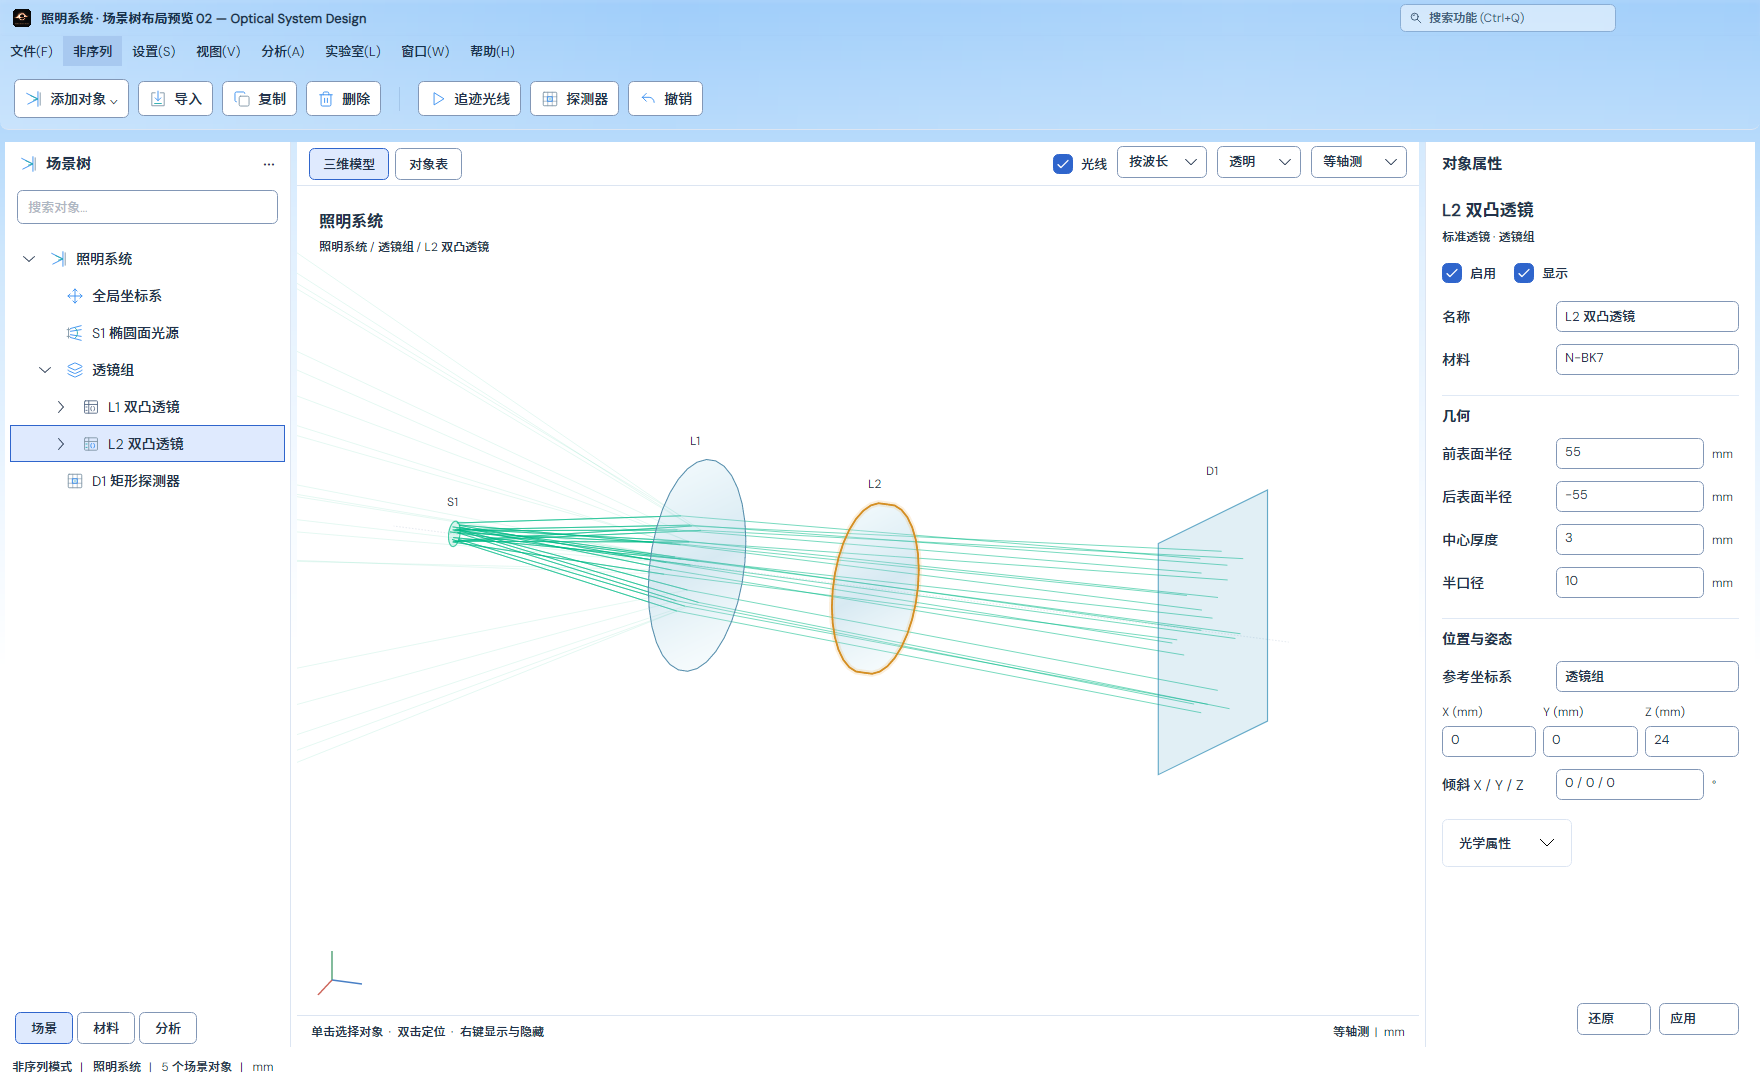 照明系统 · 场景树布局预览 02 — Optical System Design
搜索功能 (Ctrl+Q)
文件(F) 非序列 设置(S) 视图(V) 分析(A) 实验室(L) 窗口(W) 帮助(H)
添加对象 导入 复制 删除 追迹光线 探测器 撤销
场景树 ...
搜索对象...
照明系统
全局坐标系
S1 椭圆面光源
透镜组
L1 双凸透镜
L2 双凸透镜
D1 矩形探测器
场景 材料 分析
三维模型 对象表 光线 按波长 透明 等轴测
照明系统
照明系统 / 透镜组 / L2 双凸透镜
L1
L2
D1
S1
单击选择对象 · 双击定位 · 右键显示与隐藏
等轴测 | mm
对象属性
L2 双凸透镜
标准透镜 · 透镜组
启用 显示
名称 L2 双凸透镜
材料 N-BK7
几何
前表面半径 55 mm
后表面半径 -55 mm
中心厚度 3 mm
半口径 10 mm
位置与姿态
参考坐标系 透镜组
X (mm) Y (mm) Z (mm)
0 0 24
倾斜 X / Y / Z 0 / 0 / 0 °
光学属性
还原 应用
非序列模式 | 照明系统 | 5 个场景对象 | mm